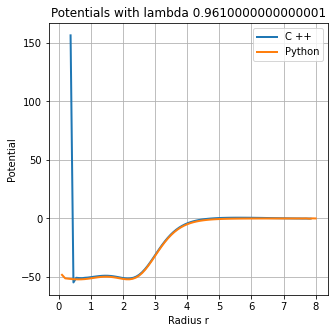 Potentials with lambda 0.9610000000000001
C ++
Python
150
100
50
0
−50
Potential
0 1 2 3 4 5 6 7 8
Radius r